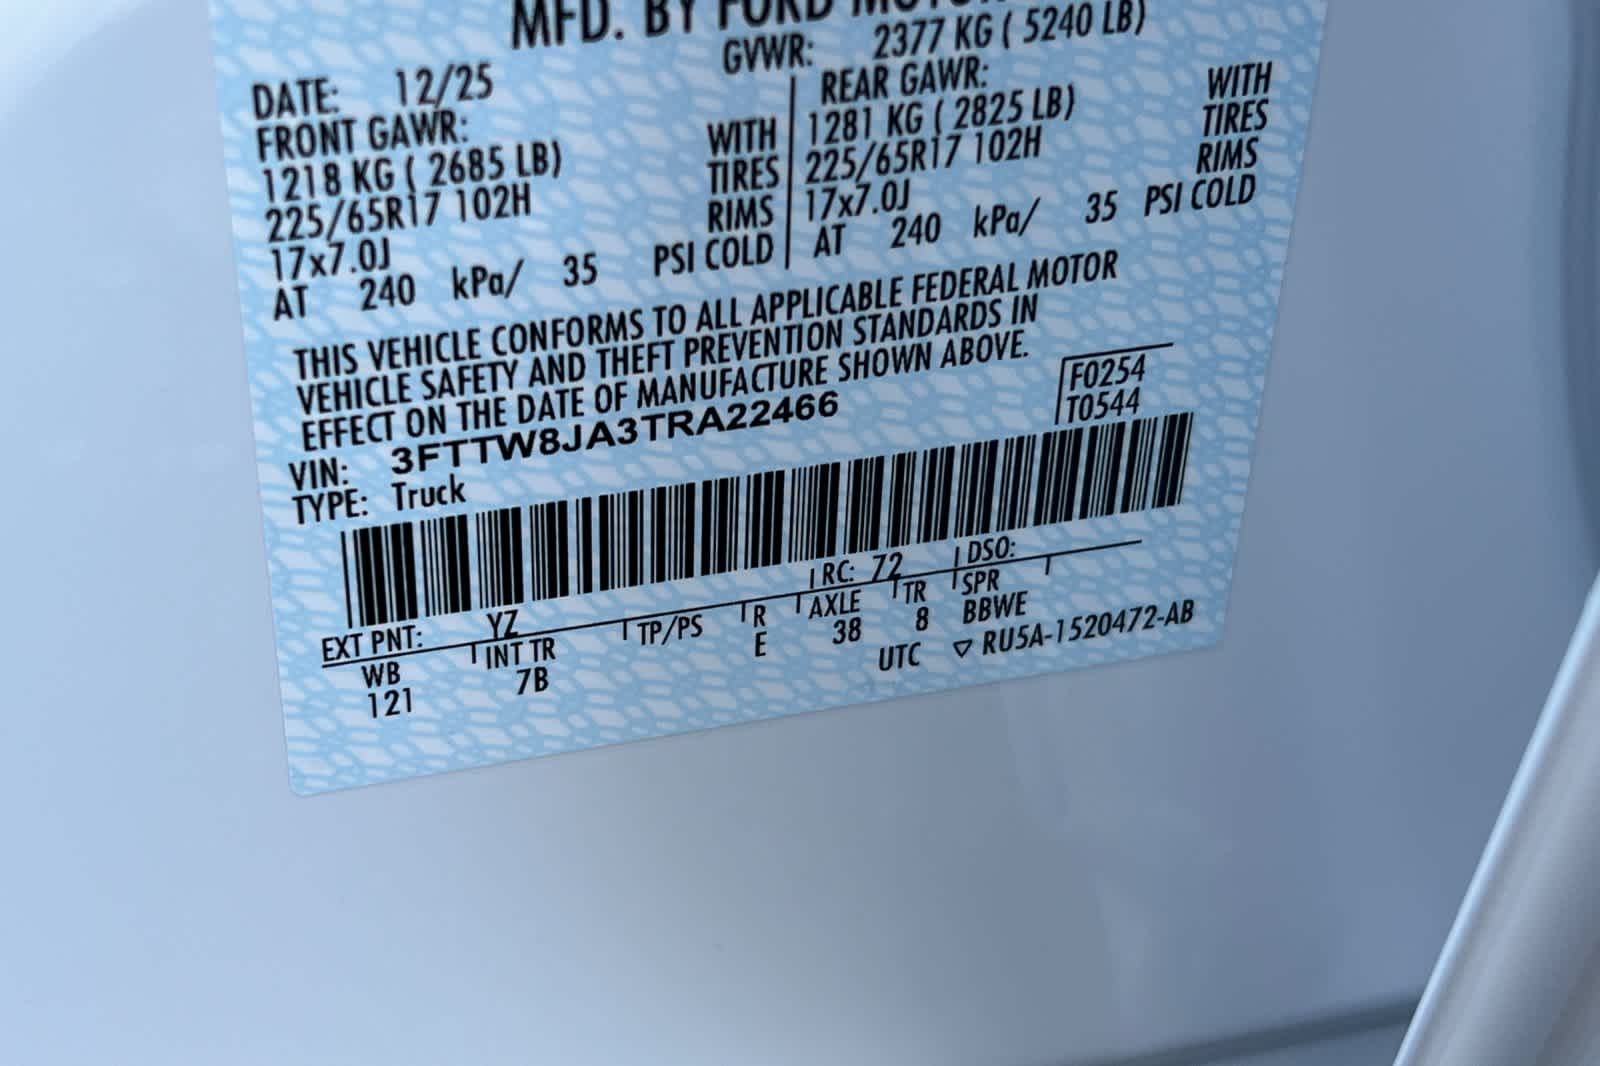 MFD. BY FORD
GVWR: 2377 KG ( 5240 LB)
DATE: 12/25
FRONT GAWR: REAR GAWR:
1218 KG ( 2685 LB) WITH 1281 KG ( 2825 LB) WITH
225/65R17 102H TIRES 225/65R17 102H TIRES
17x7.0J RIMS 17x7.0J RIMS
AT 240 kPa/ 35 PSI COLD AT 240 kPa/ 35 PSI COLD
THIS VEHICLE CONFORMS TO ALL APPLICABLE FEDERAL MOTOR
VEHICLE SAFETY AND THEFT PREVENTION STANDARDS IN
EFFECT ON THE DATE OF MANUFACTURE SHOWN ABOVE.
F0254
VIN: 3FTTW8JA3TRA22466
T0544
TYPE: Truck
EXT PNT: YZ RC: 72 DSO:
WB INT TR TP/PS R AXLE TR SPR
121 7B E 38 8 BBWE
UTC ▽ RU5A-1520472-AB